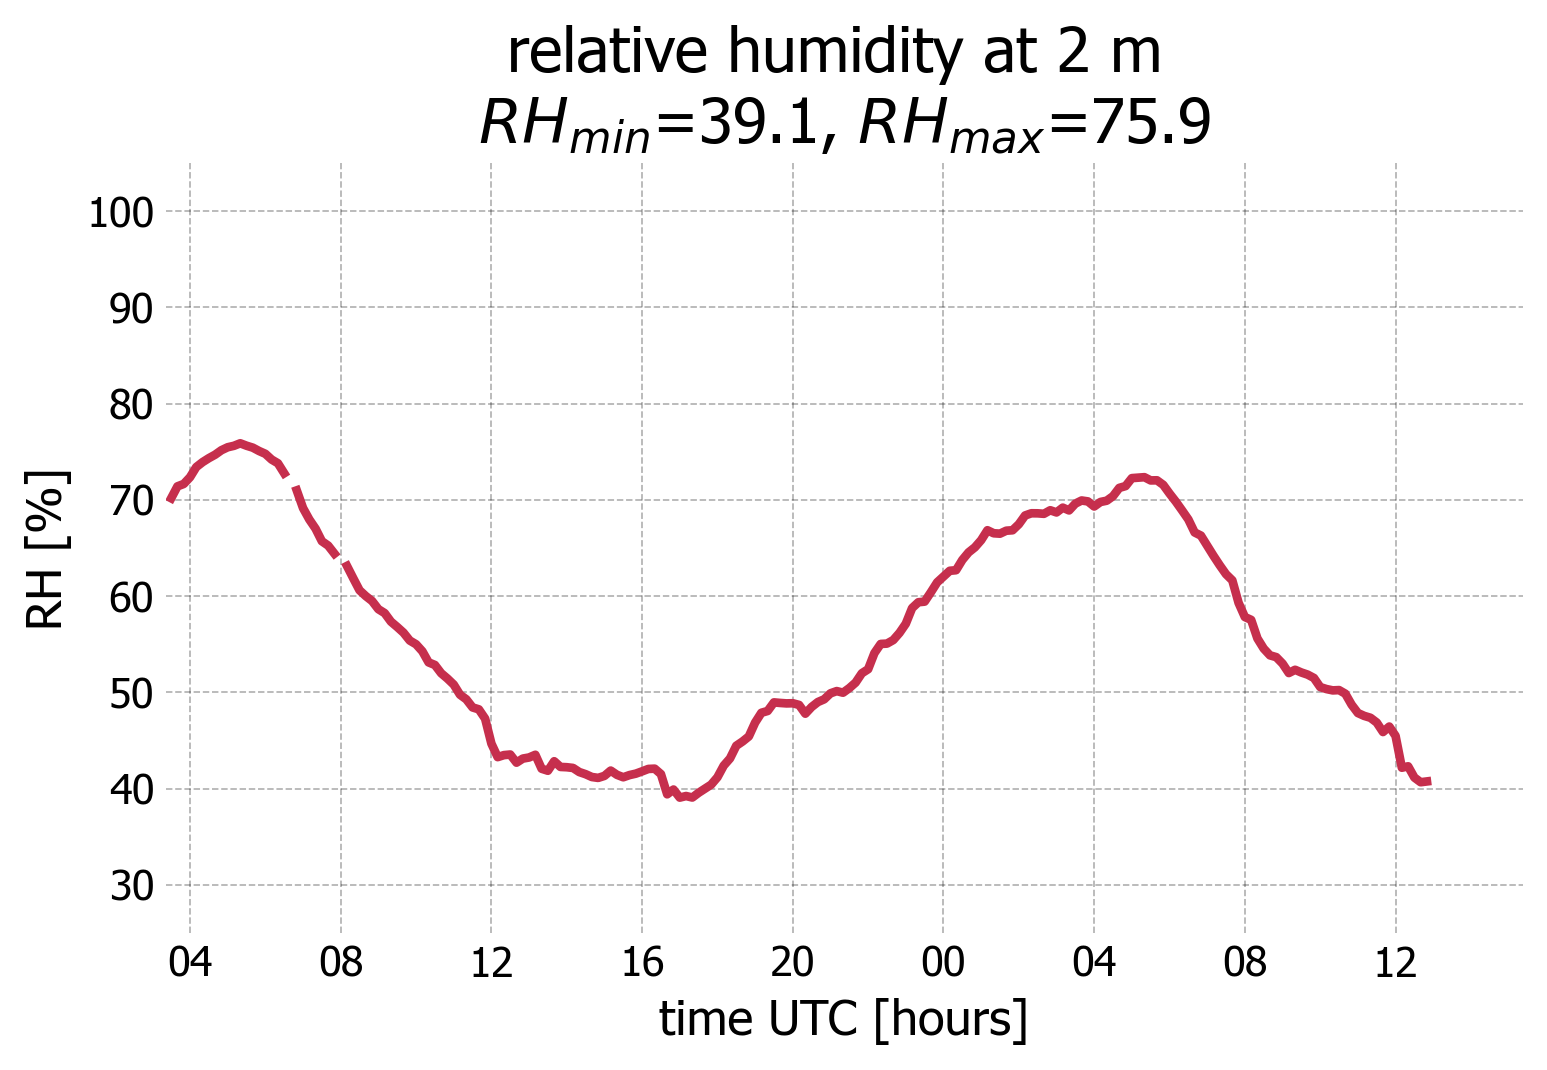 relative humidity at 2 m
RH_min=39.1, RH_max=75.9
100
90
80
70
60
50
40
30
RH [%]
04 08 12 16 20 00 04 08 12
time UTC [hours]